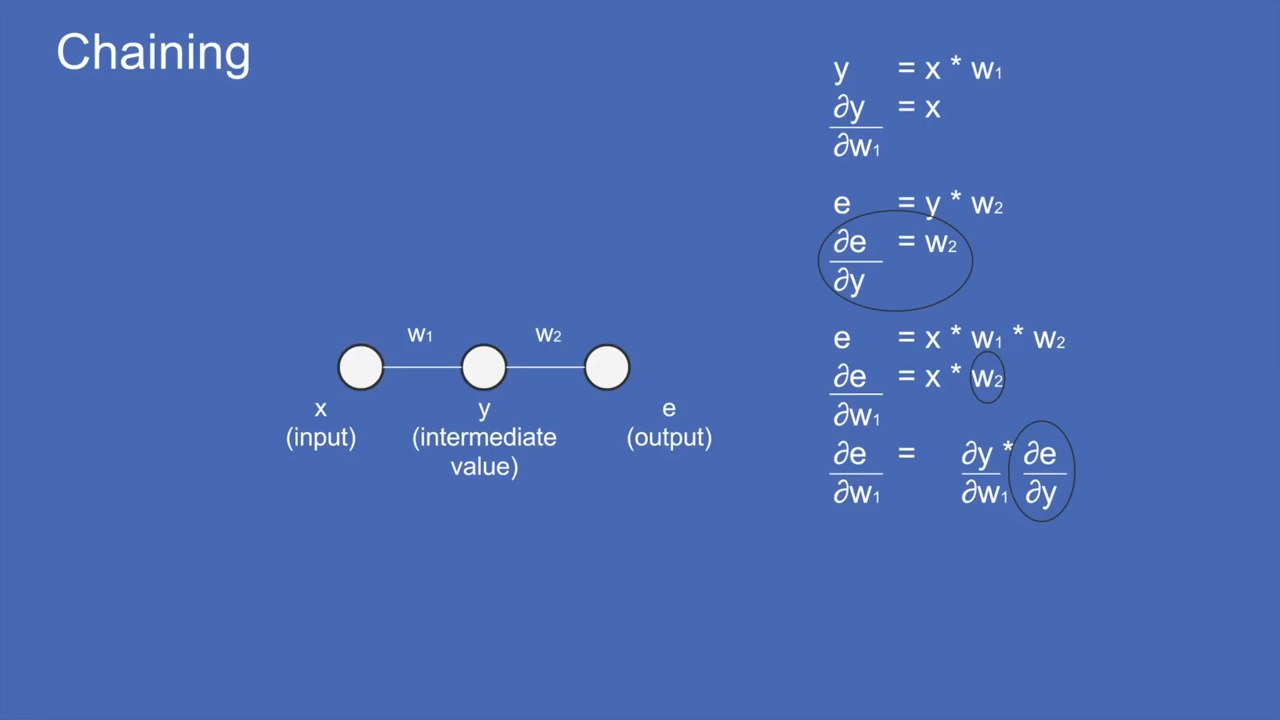 Chaining
y = x * w₁
∂y = x
∂w₁
e = y * w₂
∂e = w₂
∂y
w₁ w₂
e = x * w₁ * w₂
∂e = x * w₂
∂w₁
x y e
(input) (intermediate (output)
value)
∂e = ∂y * ∂e
∂w₁ ∂w₁ ∂y